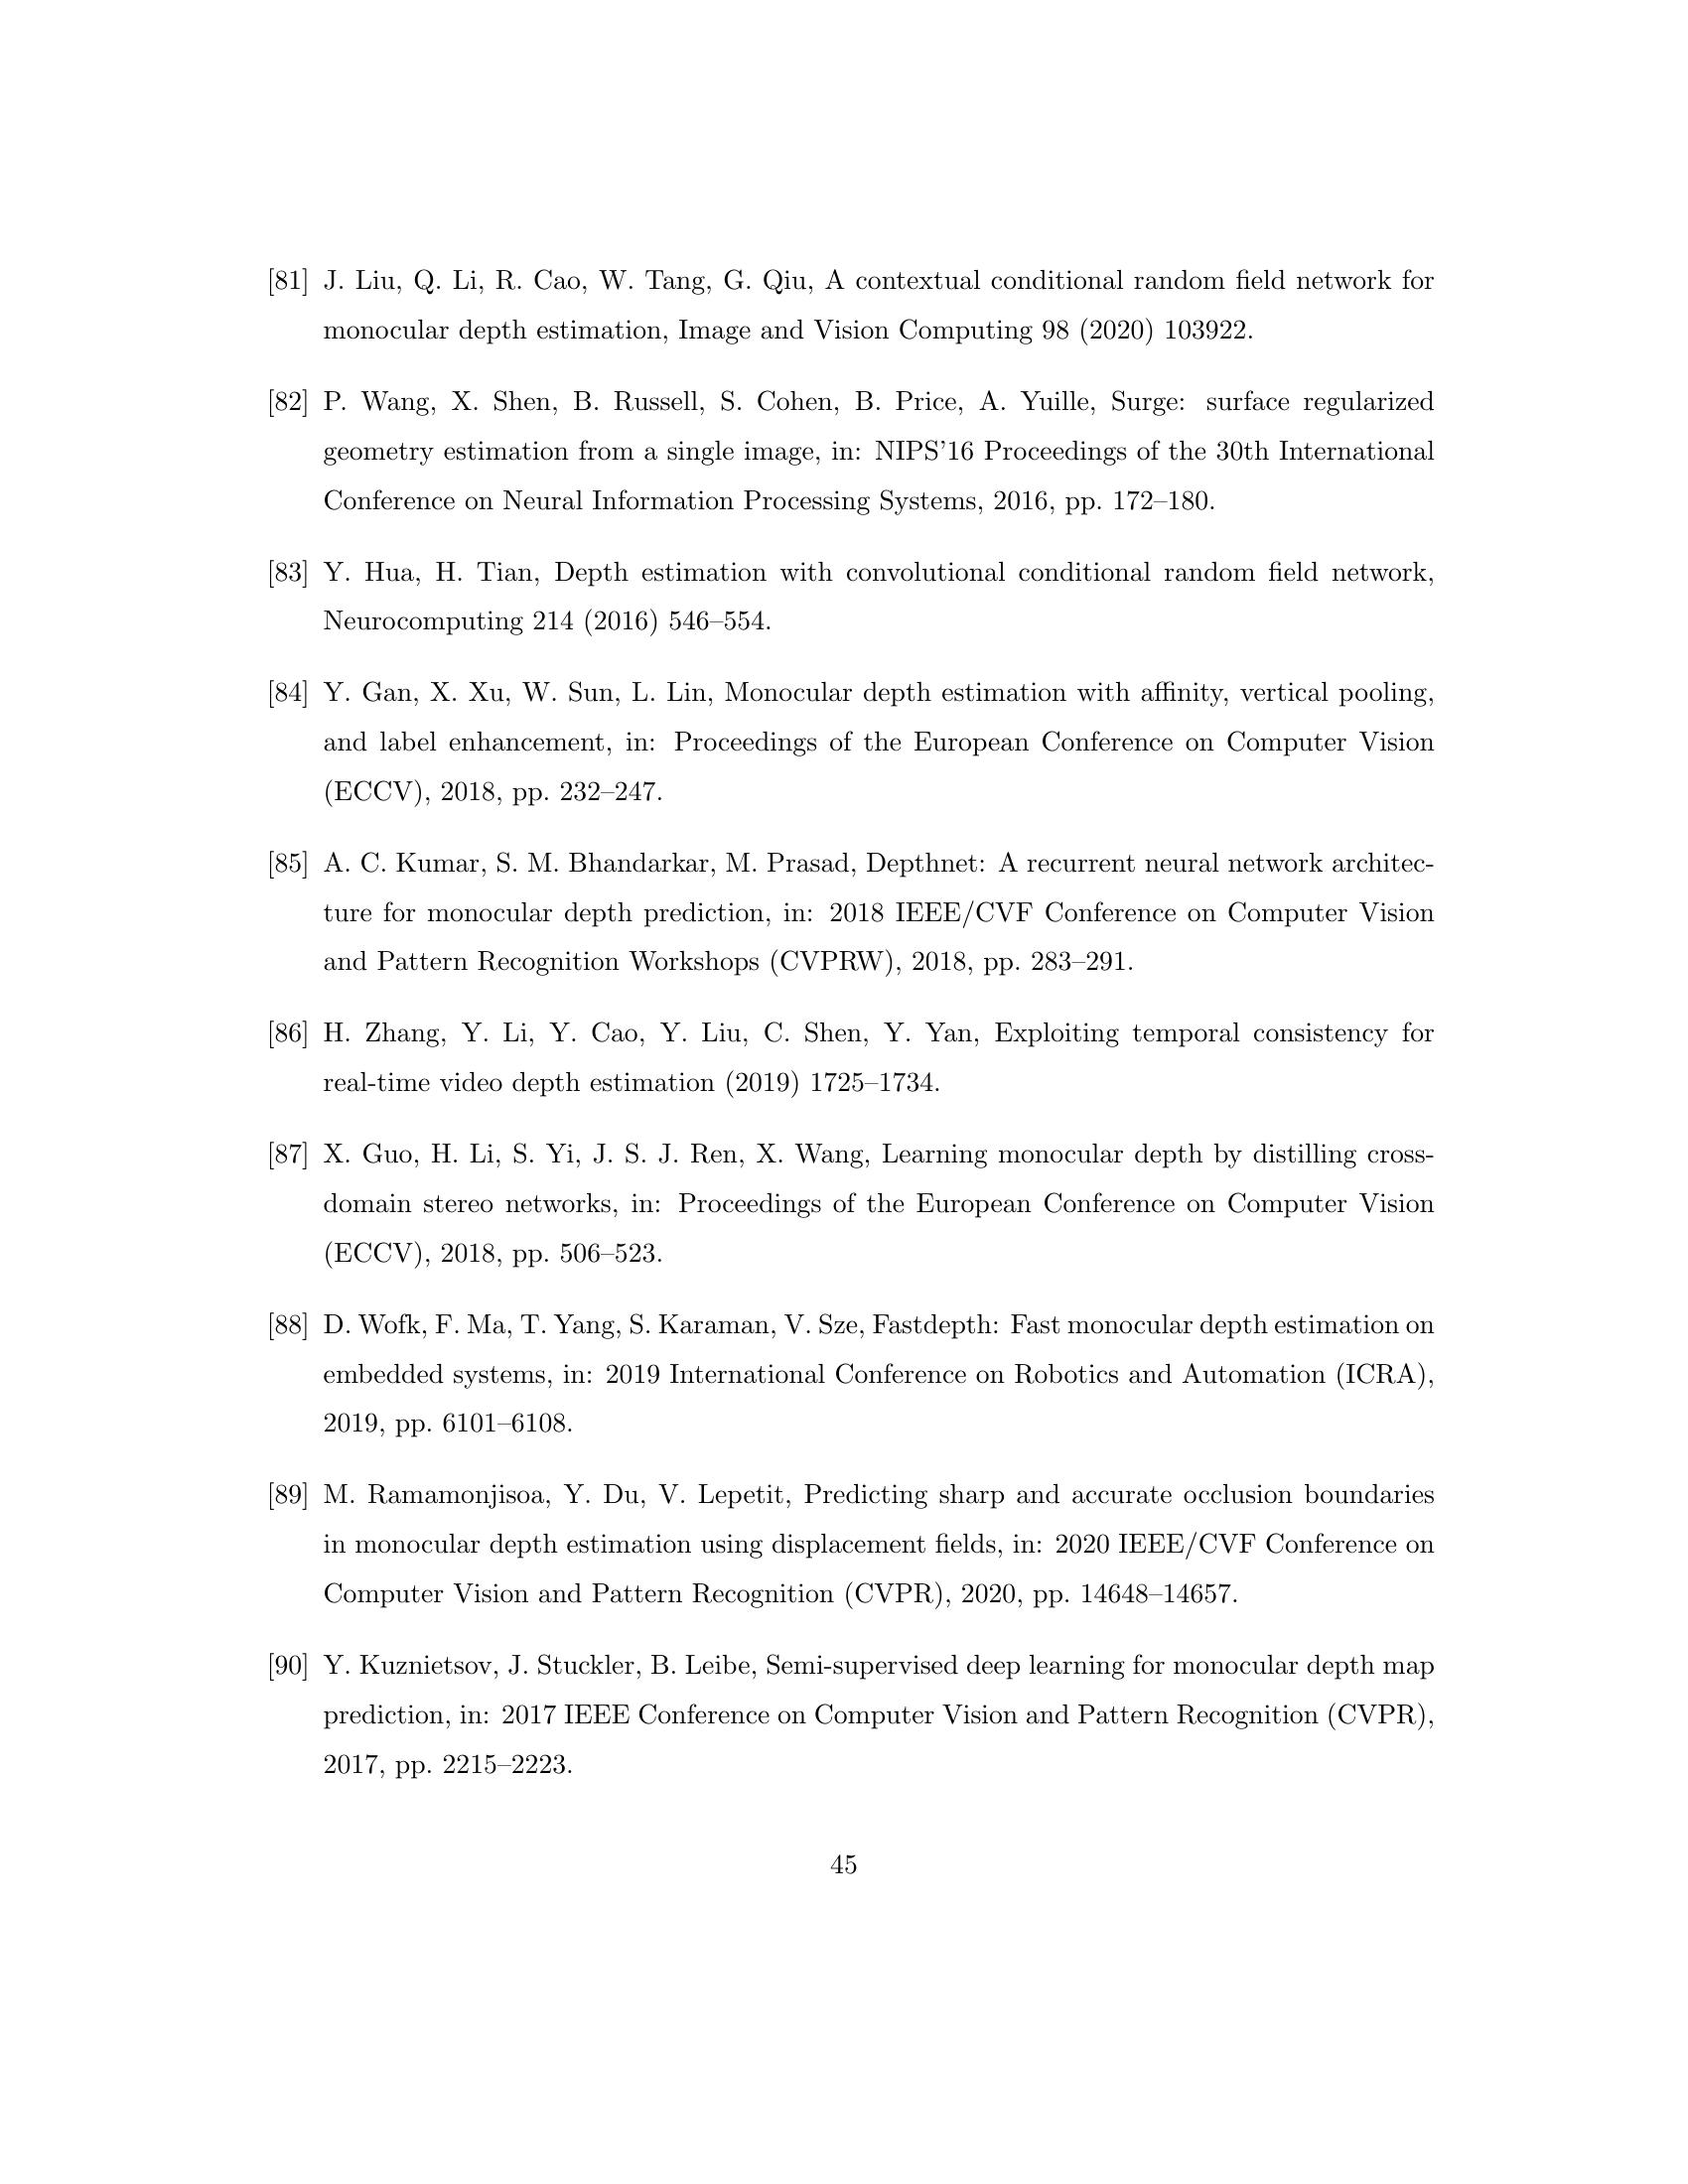 [81] J. Liu, Q. Li, R. Cao, W. Tang, G. Qiu, A contextual conditional random field network for
monocular depth estimation, Image and Vision Computing 98 (2020) 103922.
[82] P. Wang, X. Shen, B. Russell, S. Cohen, B. Price, A. Yuille, Surge: surface regularized
geometry estimation from a single image, in: NIPS’16 Proceedings of the 30th International
Conference on Neural Information Processing Systems, 2016, pp. 172–180.
[83] Y. Hua, H. Tian, Depth estimation with convolutional conditional random field network,
Neurocomputing 214 (2016) 546–554.
[84] Y. Gan, X. Xu, W. Sun, L. Lin, Monocular depth estimation with affinity, vertical pooling,
and label enhancement, in: Proceedings of the European Conference on Computer Vision
(ECCV), 2018, pp. 232–247.
[85] A. C. Kumar, S. M. Bhandarkar, M. Prasad, Depthnet: A recurrent neural network architec-
ture for monocular depth prediction, in: 2018 IEEE/CVF Conference on Computer Vision
and Pattern Recognition Workshops (CVPRW), 2018, pp. 283–291.
[86] H. Zhang, Y. Li, Y. Cao, Y. Liu, C. Shen, Y. Yan, Exploiting temporal consistency for
real-time video depth estimation (2019) 1725–1734.
[87] X. Guo, H. Li, S. Yi, J. S. J. Ren, X. Wang, Learning monocular depth by distilling cross-
domain stereo networks, in: Proceedings of the European Conference on Computer Vision
(ECCV), 2018, pp. 506–523.
[88] D. Wofk, F. Ma, T. Yang, S. Karaman, V. Sze, Fastdepth: Fast monocular depth estimation on
embedded systems, in: 2019 International Conference on Robotics and Automation (ICRA),
2019, pp. 6101–6108.
[89] M. Ramamonjisoa, Y. Du, V. Lepetit, Predicting sharp and accurate occlusion boundaries
in monocular depth estimation using displacement fields, in: 2020 IEEE/CVF Conference on
Computer Vision and Pattern Recognition (CVPR), 2020, pp. 14648–14657.
[90] Y. Kuznietsov, J. Stuckler, B. Leibe, Semi-supervised deep learning for monocular depth map
prediction, in: 2017 IEEE Conference on Computer Vision and Pattern Recognition (CVPR),
2017, pp. 2215–2223.
45